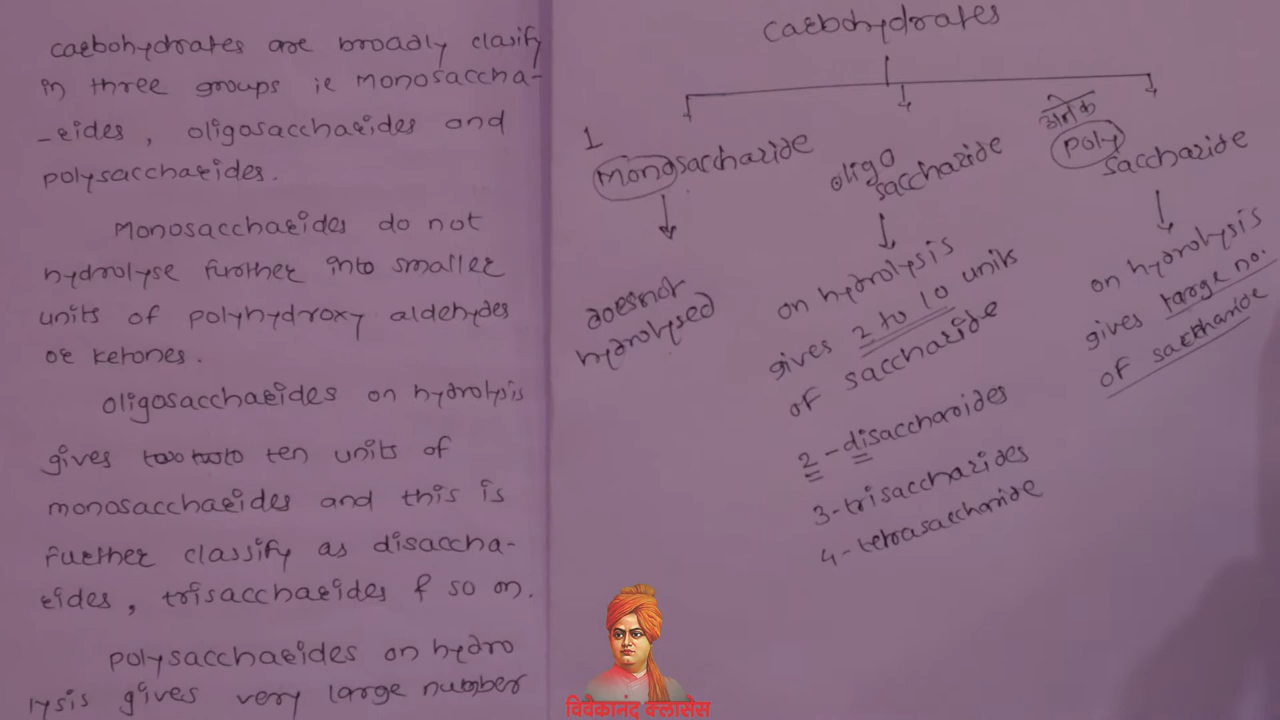 carbohydrates are broadly clasify
in three groups ie Monosaccha-
-rides, oligosaccharides and
polysaccharides.
Monosaccharides do not
hydrolyse further into smaller
units of polyhydroxy aldehydes
or ketones.
oligosaccharides on hydrolysis
gives ten units of
monosaccharides and this is
further classify as disaccha-
rides, trisaccharides & so on.
polysaccharides on hydro
lysis gives very large number
carbohydrates
1
Monosaccharide
doesnot
hydrolysed
oligo
saccharide
on hydrolysis
gives 2 to 10 units
of saccharide
2 - disaccharoides
3 - trisaccharides
4 - tetrasaccharide
अनेक
poly
saccharide
on hydrolysis
gives large no.
of sacchaide
विवेकानंद क्लासेस